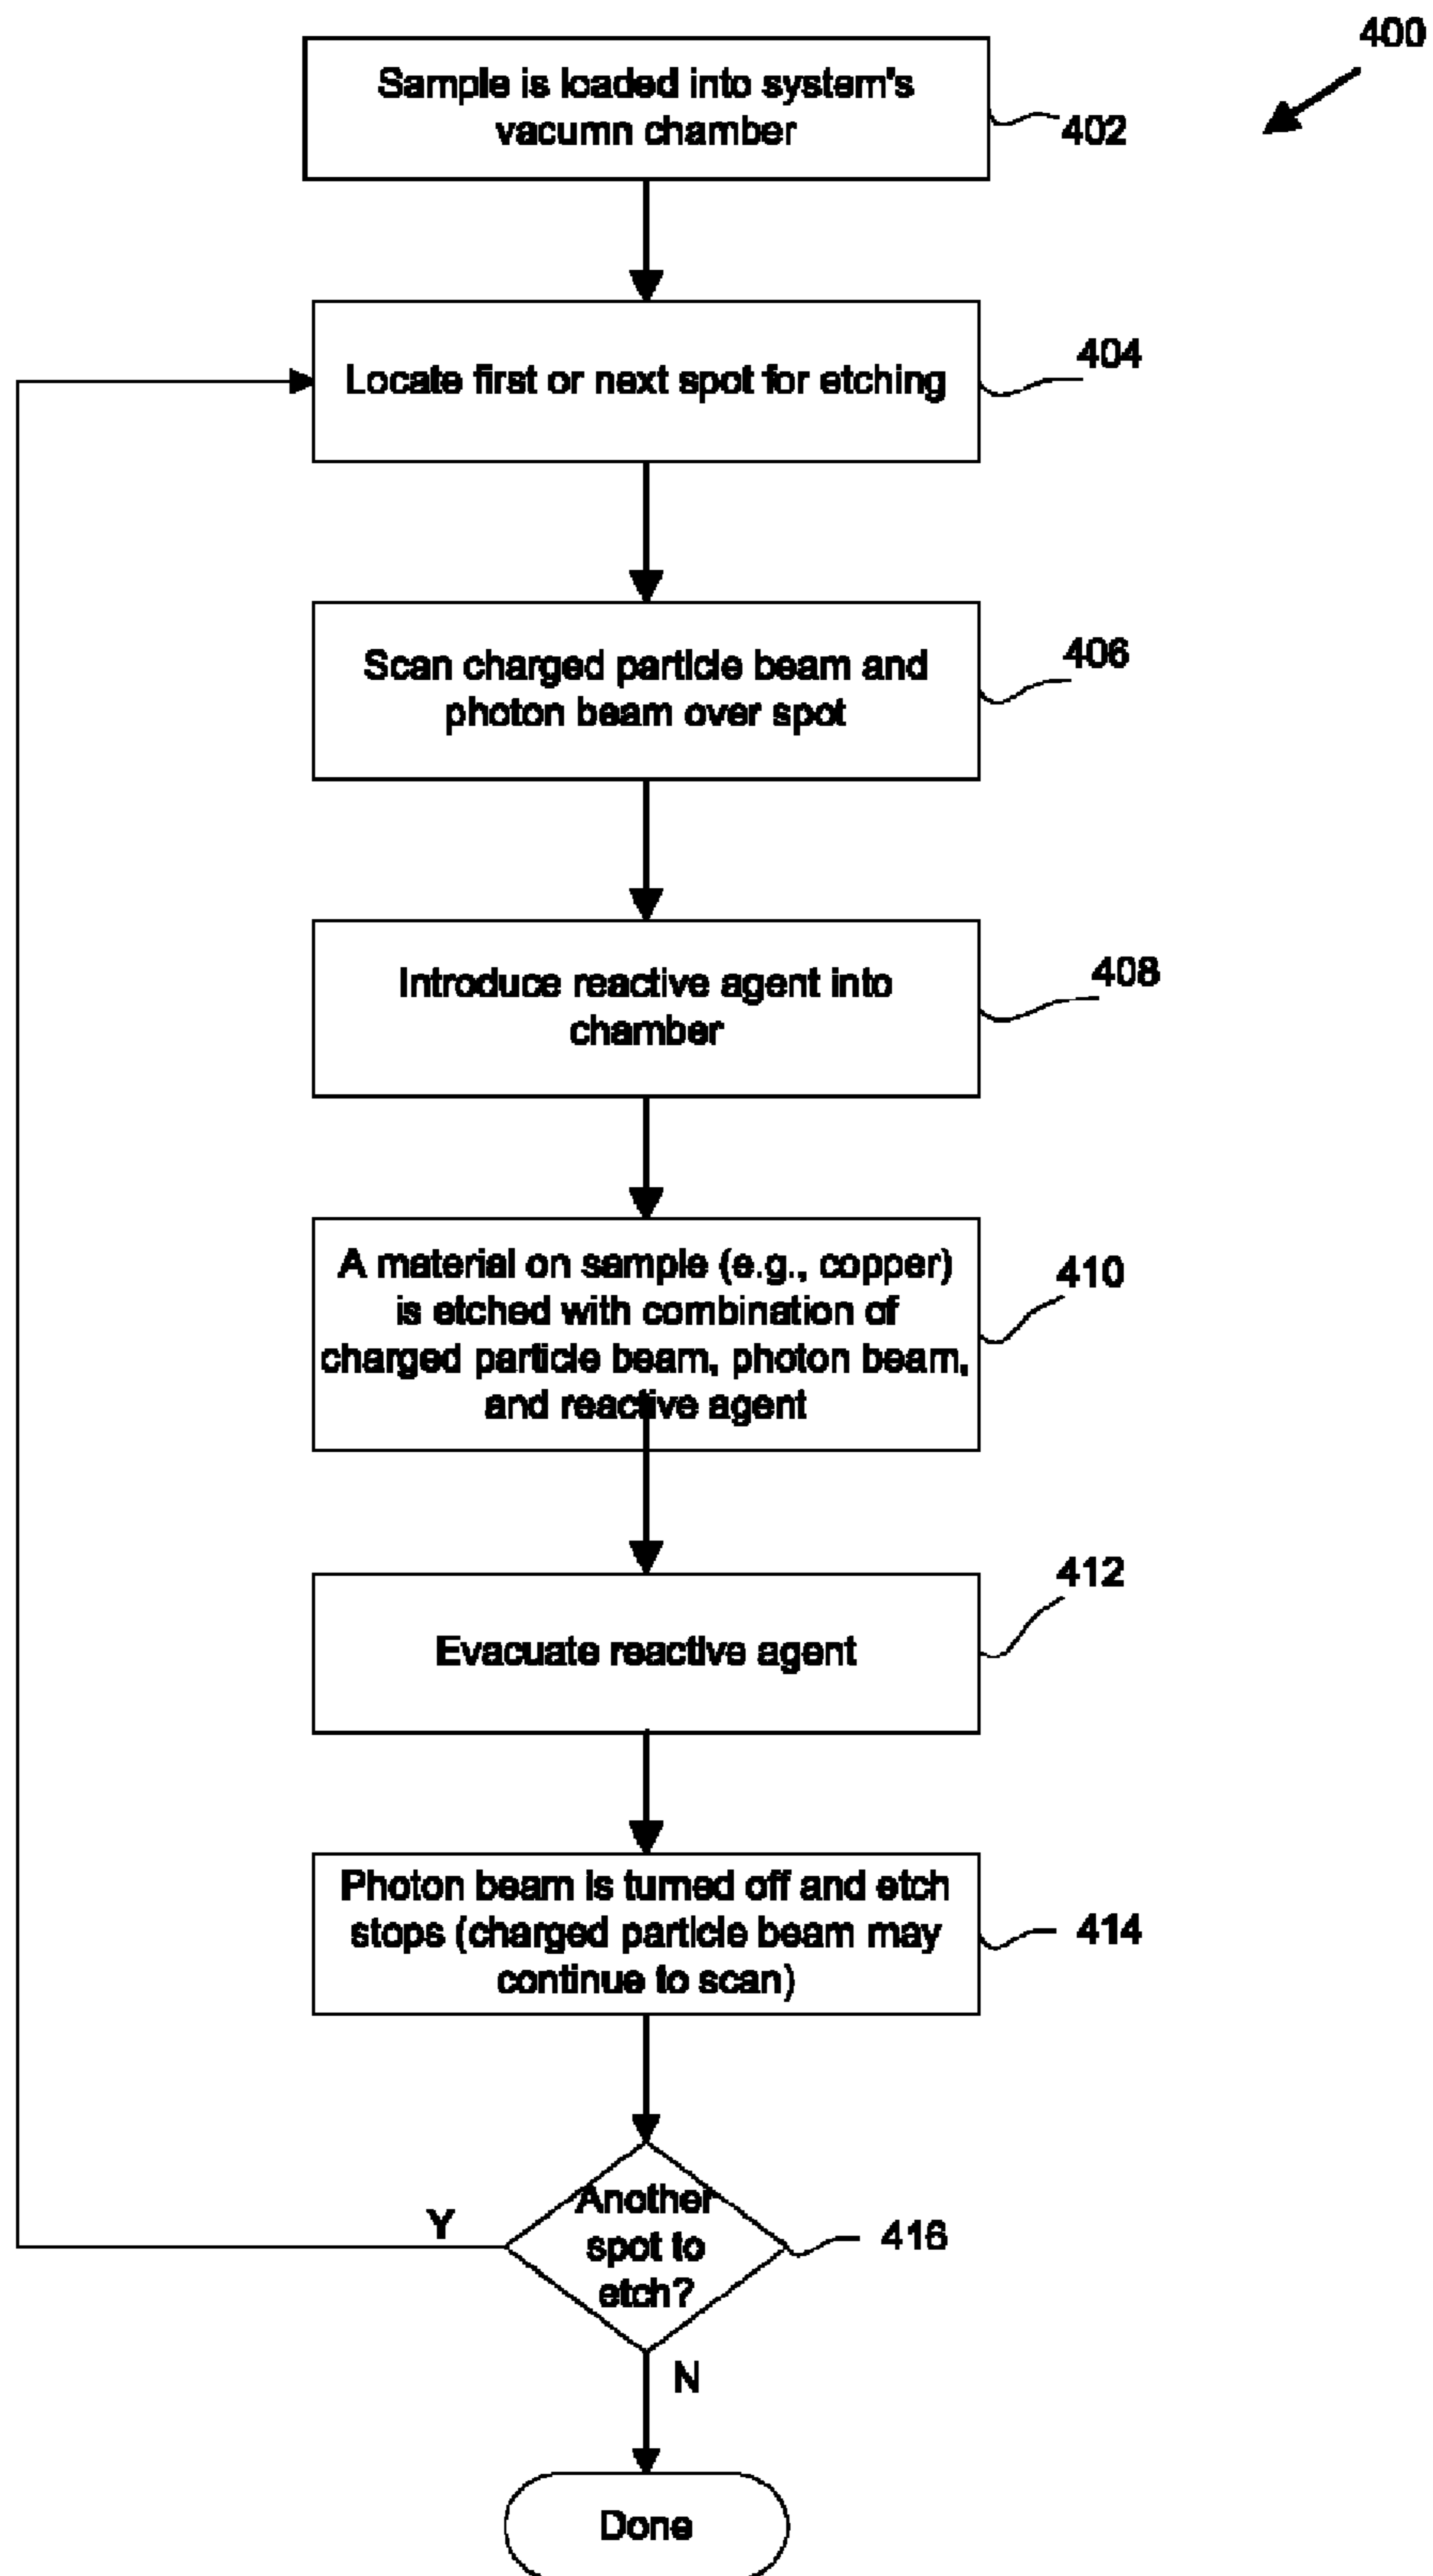 400
Sample is loaded into system's
vacumn chamber
402
Locate first or next spot for etching
404
Scan charged particle beam and
photon beam over spot
406
Introduce reactive agent into
chamber
408
A material on sample (e.g., copper)
is etched with combination of
charged particle beam, photon beam,
and reactive agent
410
Evacuate reactive agent
412
Photon beam is turned off and etch
stops (charged particle beam may
continue to scan)
414
Another
spot to
etch?
416
Y
N
Done